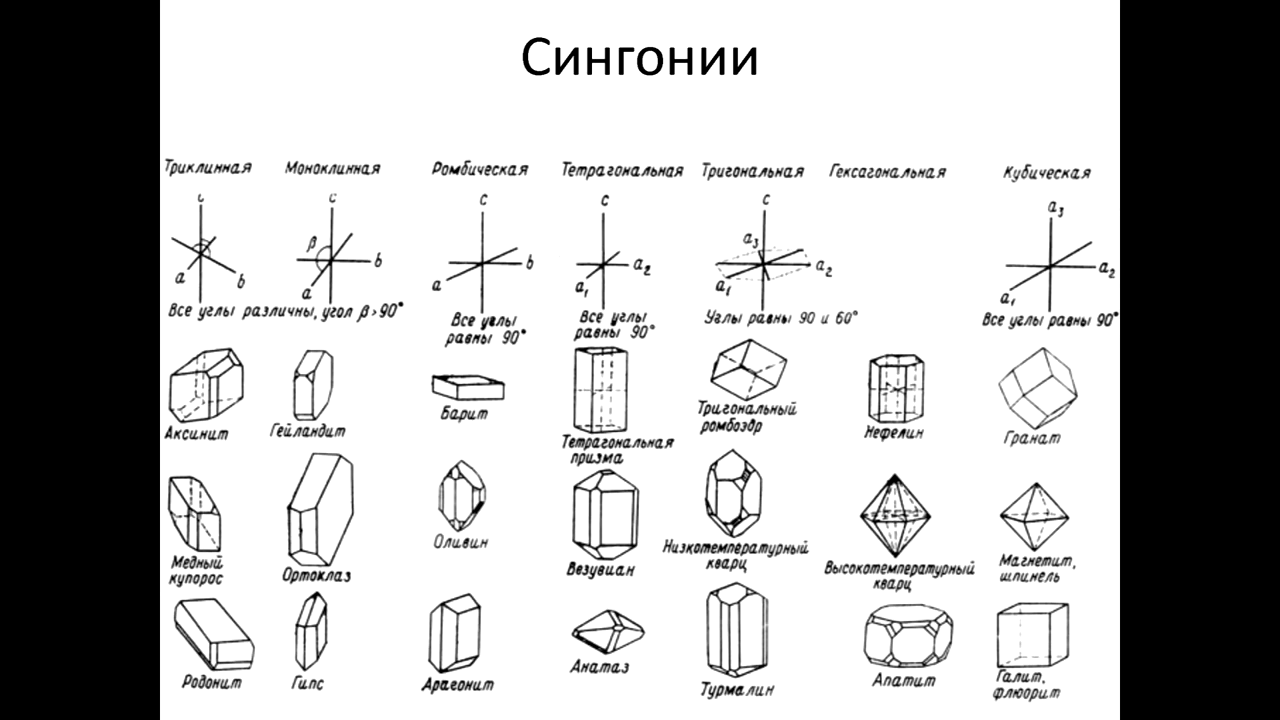 Сингонии
Триклинная
Моноклинная
Ромбическая
Тетрагональная
Тригональная
Гексагональная
Кубическая
c
a
b
c
β
b
a
c
b
a
c
a2
a1
c
a3
a2
a1
a3
a2
a1
Все углы различны, угол β>90°
Все углы
равны 90°
Все углы
равны 90°
Углы равны 90 и 60°
Все углы равны 90°
Аксинит
Гейландит
Барит
Тетрагональная
призма
Тригональный
ромбоэдр
Нефелин
Гранат
Медный
купорос
Ортоклаз
Оливин
Везувиан
Низкотемпературный
кварц
Высокотемпературный
кварц
Магнетит,
шпинель
Родонит
Гипс
Арагонит
Анатаз
Турмалин
Апатит
Галит,
флюорит